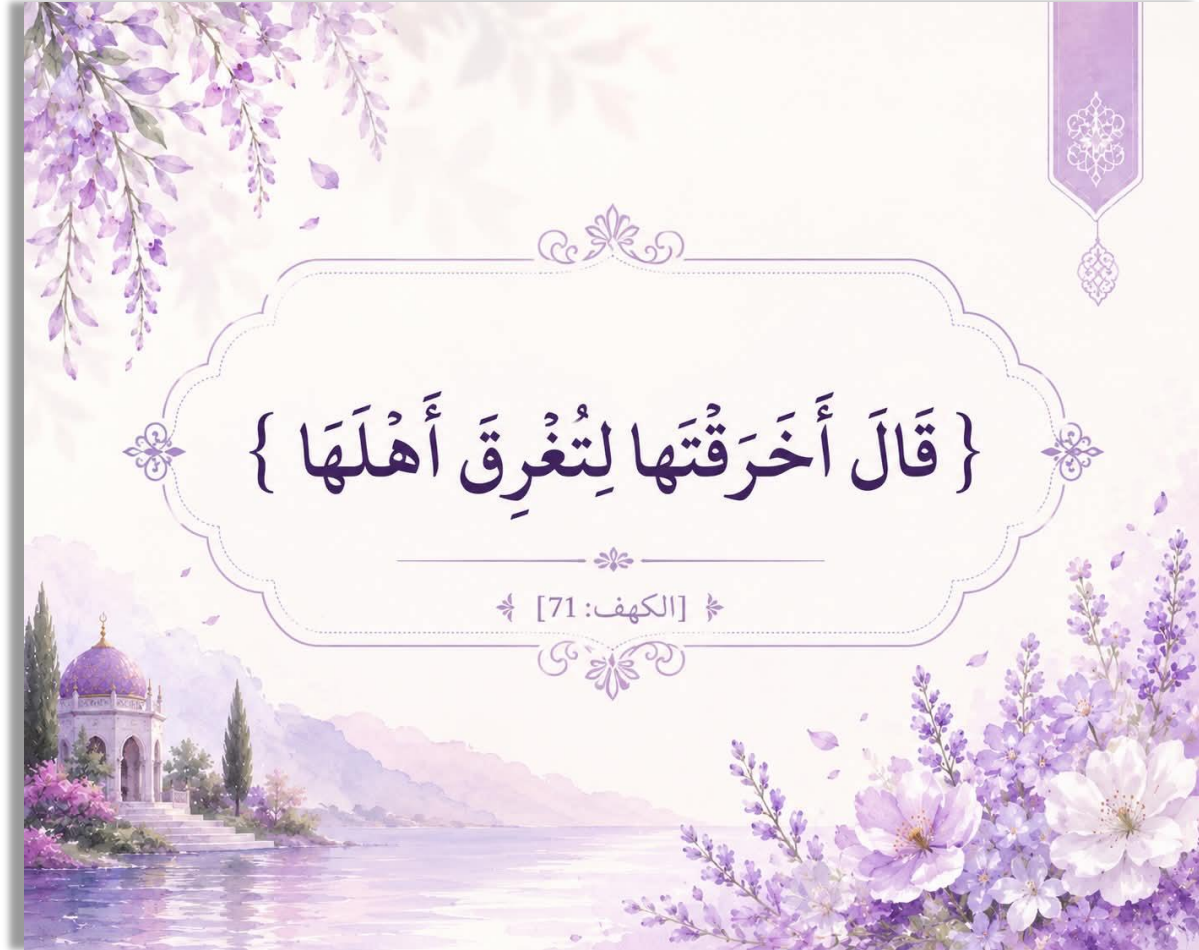 { قَالَ أَخَرَقْتَها لِتُغْرِقَ أَهْلَهَا }
[الكهف: 71]